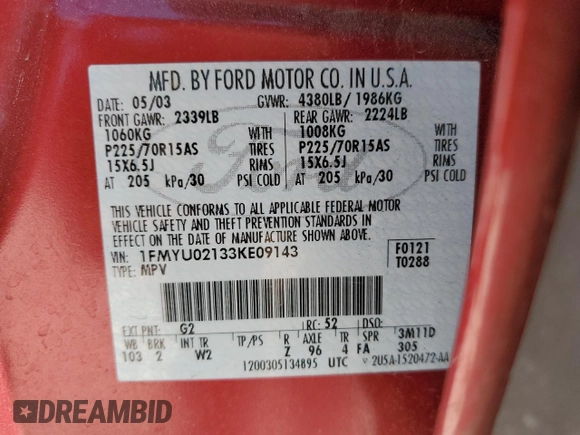 MFD. BY FORD MOTOR CO. IN U.S.A.
DATE: 05/03 GVWR: 4380LB/ 1986KG
FRONT GAWR: 2339LB REAR GAWR: 2224LB
1060KG WITH 1008KG WITH
P225/70R15AS TIRES P225/70R15AS TIRES
15X6.5J RIMS 15X6.5J RIMS
AT 205 kPa/30 PSI COLD AT 205 kPa/30 PSI COLD
THIS VEHICLE CONFORMS TO ALL APPLICABLE FEDERAL MOTOR
VEHICLE SAFETY AND THEFT PREVENTION STANDARDS IN
EFFECT ON THE DATE OF MANUFACTURE SHOWN ABOVE.
VIN: 1FMYU02133KE09143 F0121
TYPE: MPV T0288
EXT PNT: G2 RC: 52 DSO:
WB BRK INT TR TP/PS R AXLE TR SPR 3M11D
103 2 W2 Z 96 4 FA 305
1200305134895 UTC V 2U5A-1520472-AA
Ford
DREAMBID